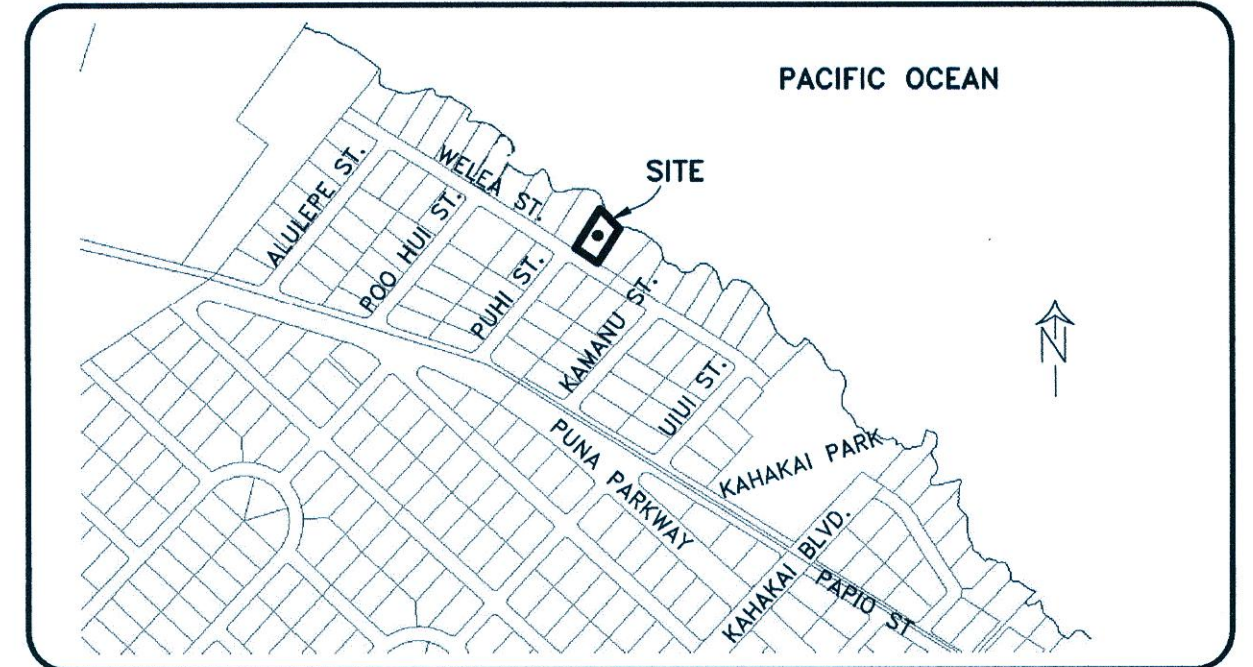 PACIFIC OCEAN
SITE
WELEA ST.
ALULEPE ST.
POO HUI ST.
PUHI ST.
KAMANU ST.
UIUI ST.
N
PUNA PARKWAY
KAHAKAI PARK
KAHAKAI BLVD.
PAPIO ST